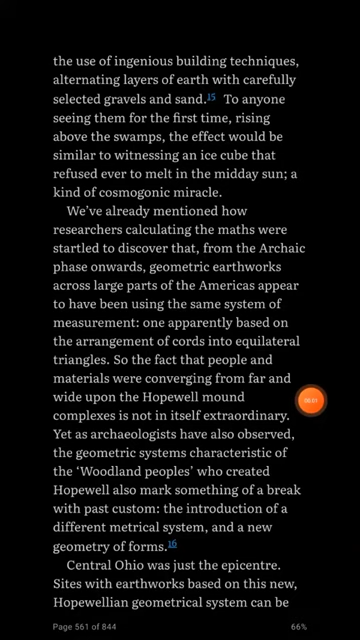 the use of ingenious building techniques,
alternating layers of earth with carefully
selected gravels and sand.15 To anyone
seeing them for the first time, rising
above the swamps, the effect would be
similar to witnessing an ice cube that
refused ever to melt in the midday sun; a
kind of cosmogonic miracle.
We’ve already mentioned how
researchers calculating the maths were
startled to discover that, from the Archaic
phase onwards, geometric earthworks
across large parts of the Americas appear
to have been using the same system of
measurement: one apparently based on
the arrangement of cords into equilateral
triangles. So the fact that people and
materials were converging from far and
wide upon the Hopewell mound
complexes is not in itself extraordinary.
Yet as archaeologists have also observed,
the geometric systems characteristic of
the ‘Woodland peoples’ who created
Hopewell also mark something of a break
with past custom: the introduction of a
different metrical system, and a new
geometry of forms.16
Central Ohio was just the epicentre.
Sites with earthworks based on this new,
Hopewellian geometrical system can be
Page 561 of 844 66%